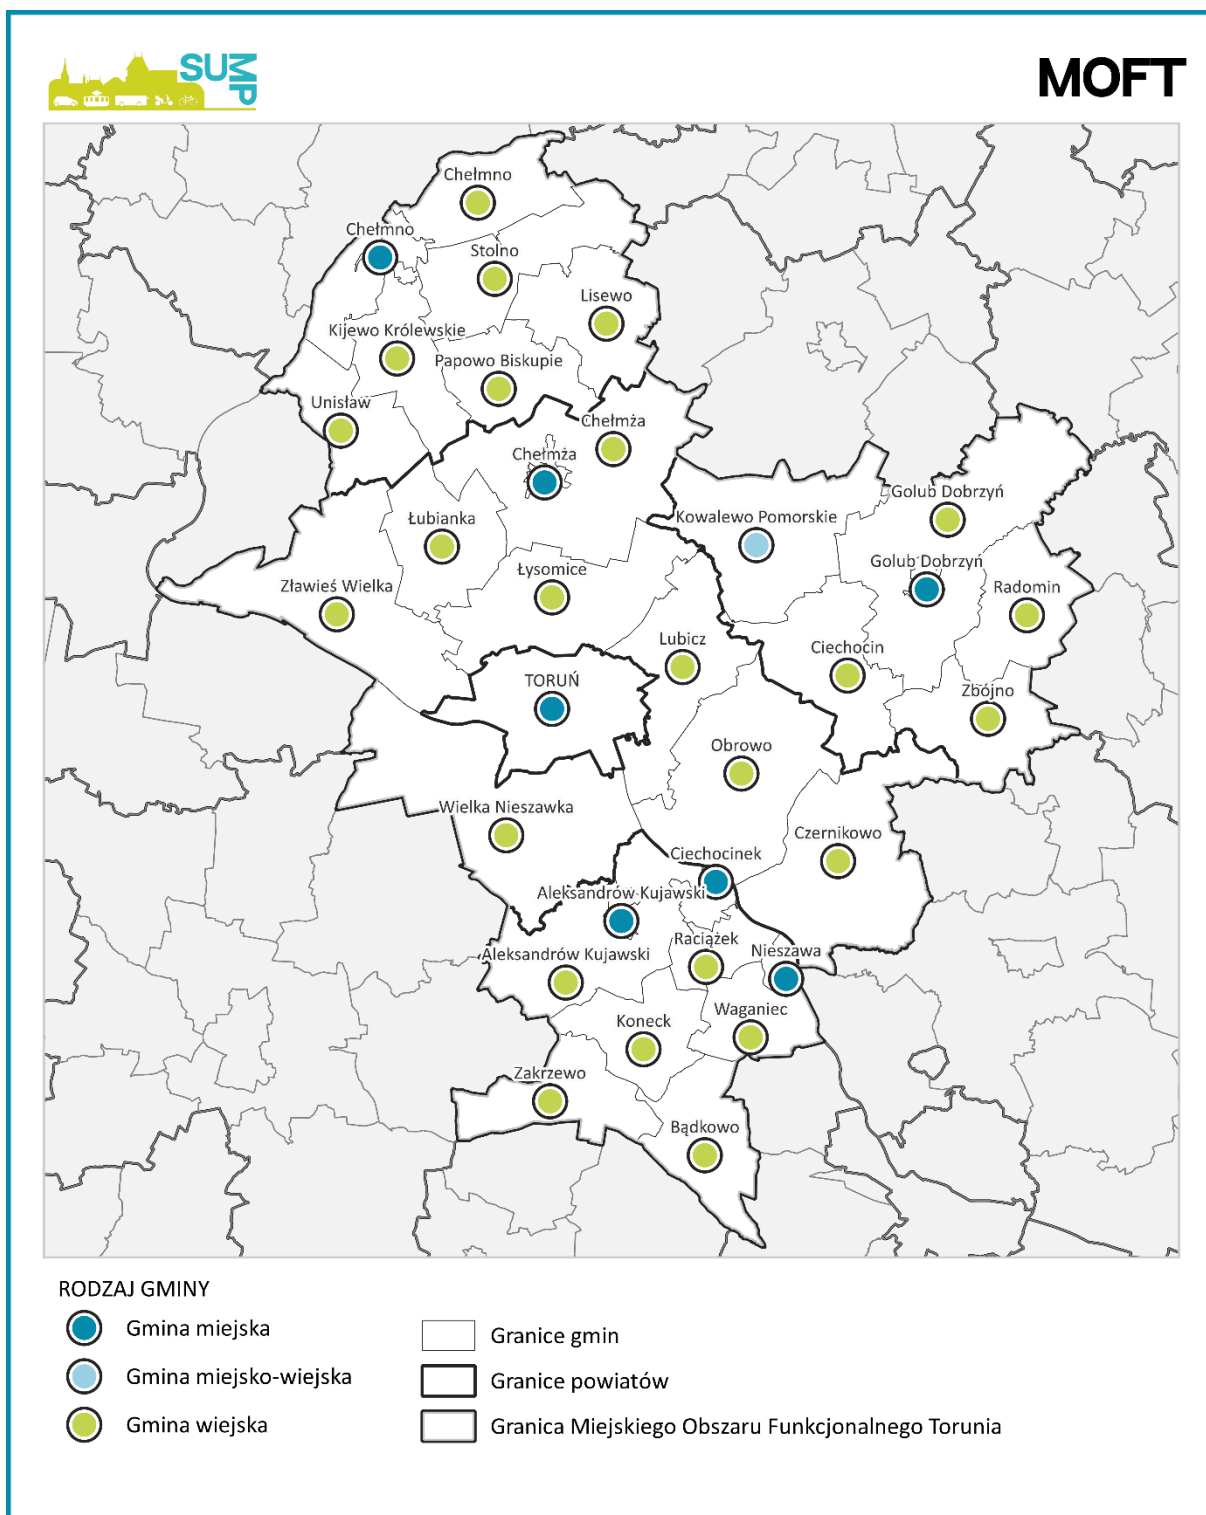 SUMP
MOFT
Chełmno
Chełmno
Stolno
Lisewo
Kijewo Królewskie
Papowo Biskupie
Unisław
Chełmża
Chełmża
Golub Dobrzyń
Łubianka
Kowalewo Pomorskie
Golub Dobrzyń
Łysomice
Zławieś Wielka
Radomin
Lubicz
Ciechocin
TORUŃ
Zbójno
Obrowo
Wielka Nieszawka
Czernikowo
Ciechocinek
Aleksandrów Kujawski
Raciążek
Nieszawa
Aleksandrów Kujawski
Waganiec
Koneck
Zakrzewo
Bądkowo
RODZAJ GMINY
Gmina miejska
Gmina miejsko-wiejska
Gmina wiejska
Granice gmin
Granice powiatów
Granica Miejskiego Obszaru Funkcjonalnego Torunia